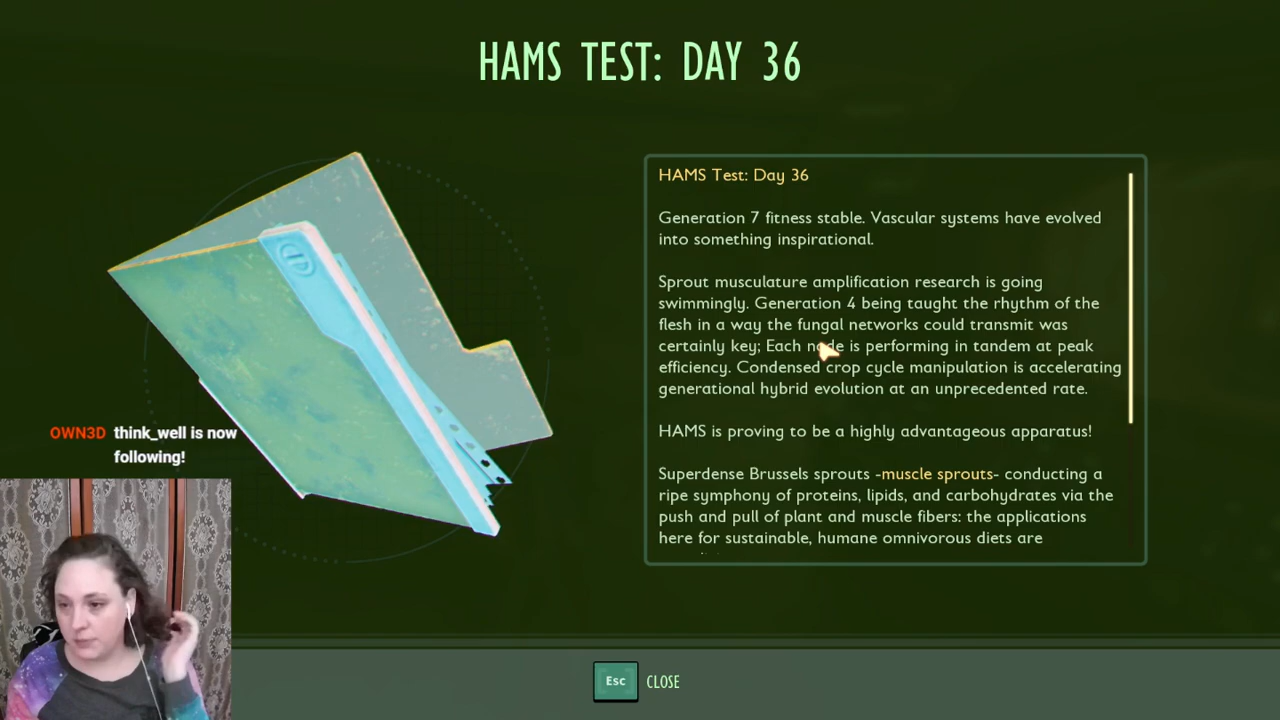 HAMS TEST: DAY 36
HAMS Test: Day 36
Generation 7 fitness stable. Vascular systems have evolved
into something inspirational.
Sprout musculature amplification research is going
swimmingly. Generation 4 being taught the rhythm of the
flesh in a way the fungal networks could transmit was
certainly key; Each node is performing in tandem at peak
efficiency. Condensed crop cycle manipulation is accelerating
generational hybrid evolution at an unprecedented rate.
HAMS is proving to be a highly advantageous apparatus!
Superdense Brussels sprouts -muscle sprouts- conducting a
ripe symphony of proteins, lipids, and carbohydrates via the
push and pull of plant and muscle fibers: the applications
here for sustainable, humane omnivorous diets are
OWN3D think_well is now
following!
Esc CLOSE